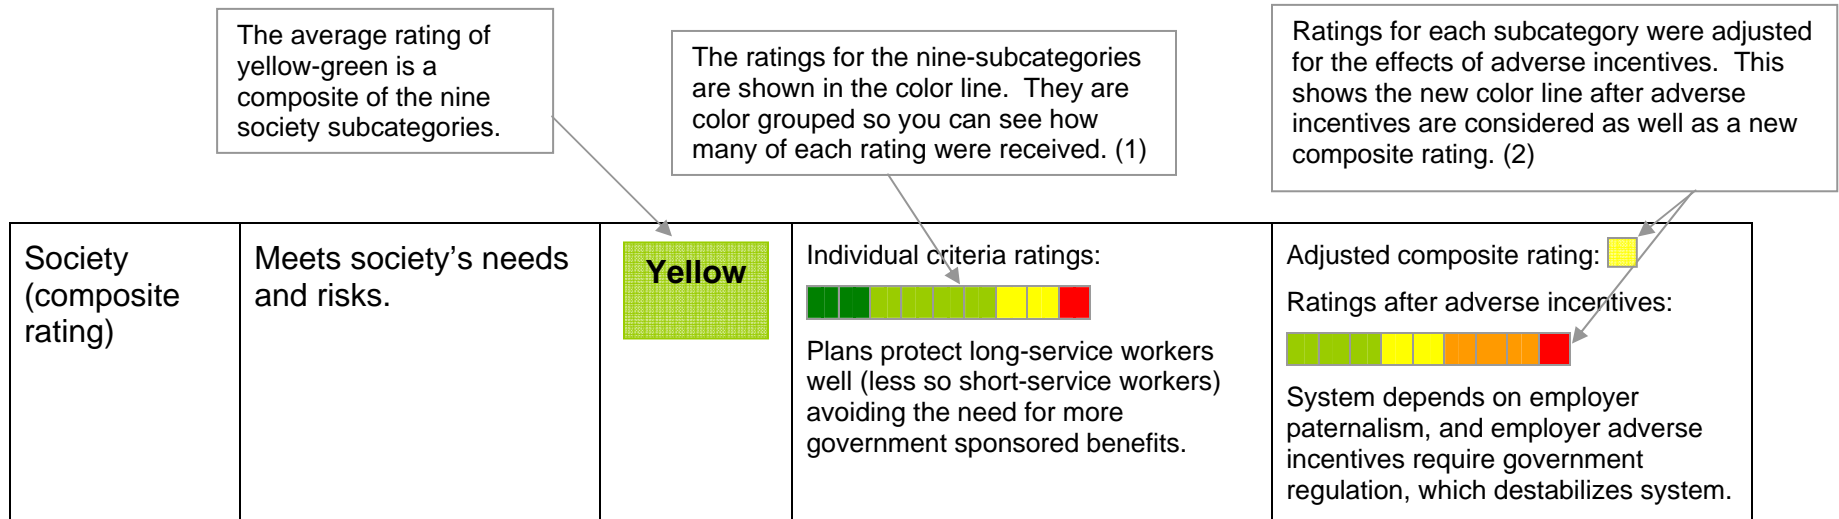 The average rating of
yellow-green is a
composite of the nine
society subcategories.
The ratings for the nine-subcategories
are shown in the color line.  They are
color grouped so you can see how
many of each rating were received. (1)
Ratings for each subcategory were adjusted
for the effects of adverse incentives.  This
shows the new color line after adverse
incentives are considered as well as a new
composite rating. (2)
Society
(composite
rating)
Meets society’s needs
and risks.
Yellow
Individual criteria ratings:
Plans protect long-service workers
well (less so short-service workers)
avoiding the need for more
government sponsored benefits.
Adjusted composite rating:
Ratings after adverse incentives:
System depends on employer
paternalism, and employer adverse
incentives require government
regulation, which destabilizes system.